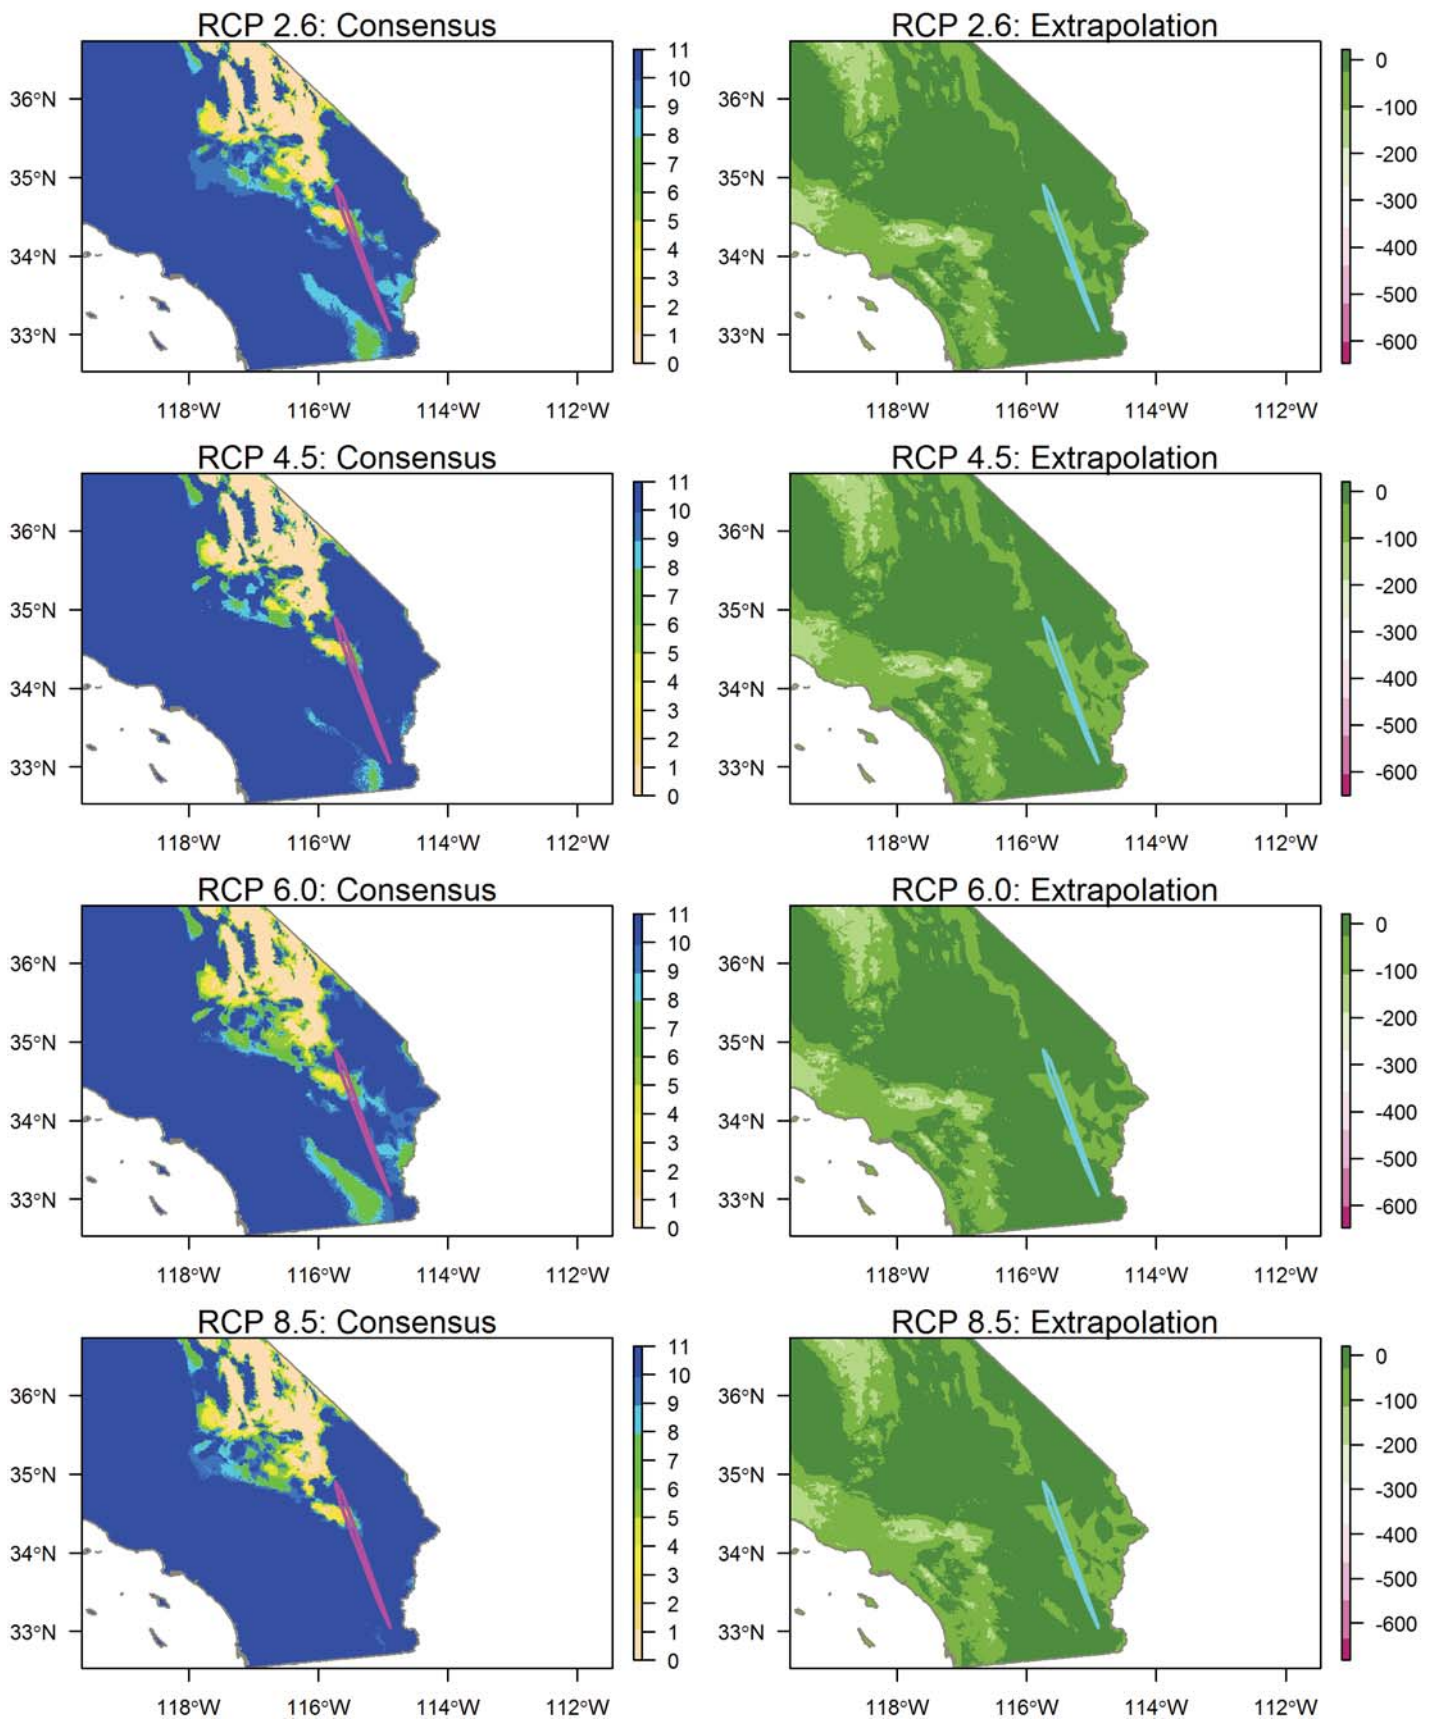 RCP 2.6: Consensus
36°N
35°N
34°N
33°N
118°W 116°W 114°W 112°W
11
10
9
8
7
6
5
4
3
2
1
0
RCP 2.6: Extrapolation
36°N
35°N
34°N
33°N
118°W 116°W 114°W 112°W
0
-100
-200
-300
-400
-500
-600
RCP 4.5: Consensus
36°N
35°N
34°N
33°N
118°W 116°W 114°W 112°W
11
10
9
8
7
6
5
4
3
2
1
0
RCP 4.5: Extrapolation
36°N
35°N
34°N
33°N
118°W 116°W 114°W 112°W
0
-100
-200
-300
-400
-500
-600
RCP 6.0: Consensus
36°N
35°N
34°N
33°N
118°W 116°W 114°W 112°W
11
10
9
8
7
6
5
4
3
2
1
0
RCP 6.0: Extrapolation
36°N
35°N
34°N
33°N
118°W 116°W 114°W 112°W
0
-100
-200
-300
-400
-500
-600
RCP 8.5: Consensus
36°N
35°N
34°N
33°N
118°W 116°W 114°W 112°W
11
10
9
8
7
6
5
4
3
2
1
0
RCP 8.5: Extrapolation
36°N
35°N
34°N
33°N
118°W 116°W 114°W 112°W
0
-100
-200
-300
-400
-500
-600